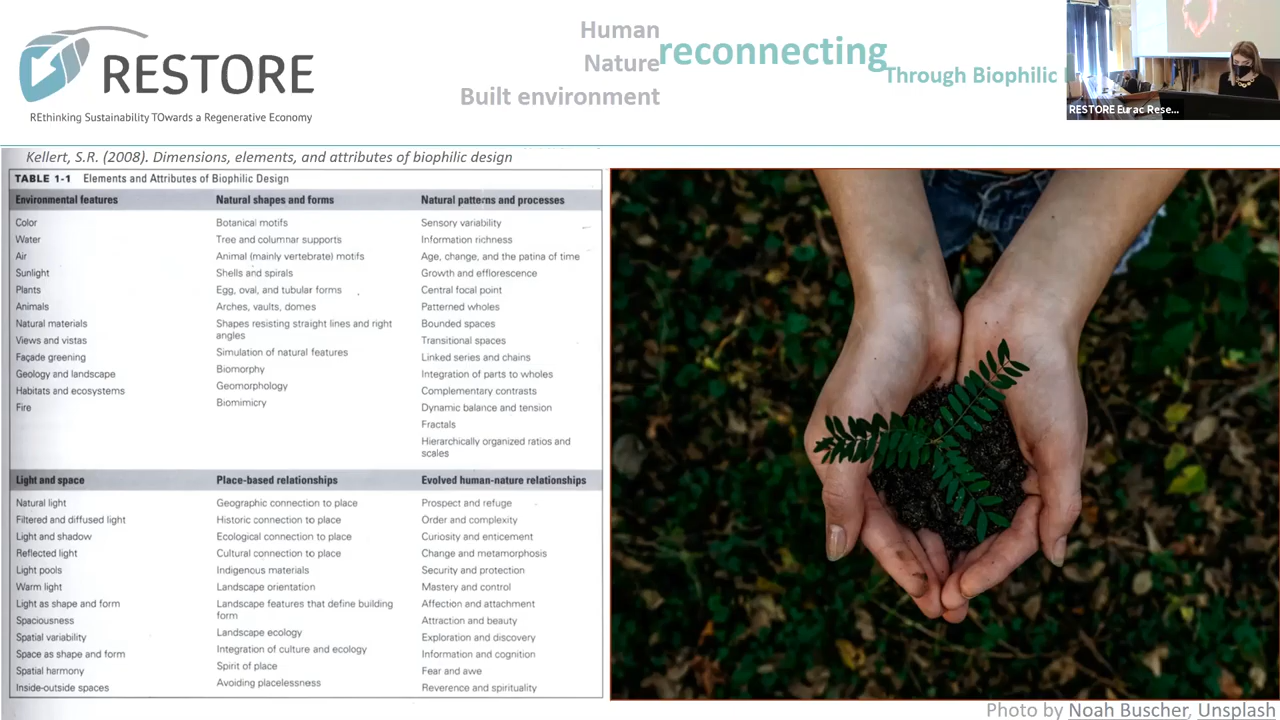 RESTORE
REthinking Sustainability TOwards a Regenerative Economy
Human
Nature
Built environment
reconnecting
Through Biophilic
RESTORE Eurac Rese...
Kellert, S.R. (2008). Dimensions, elements, and attributes of biophilic design
TABLE 1-1 Elements and Attributes of Biophilic Design
Environmental features
Color
Water
Air
Sunlight
Plants
Animals
Natural materials
Views and vistas
Façade greening
Geology and landscape
Habitats and ecosystems
Fire
Natural shapes and forms
Botanical motifs
Tree and columnar supports
Animal (mainly vertebrate) motifs
Shells and spirals
Egg, oval, and tubular forms
Arches, vaults, domes
Shapes resisting straight lines and right
angles
Simulation of natural features
Biomorphy
Geomorphology
Biomimicry
Natural patterns and processes
Sensory variability
Information richness
Age, change, and the patina of time
Growth and efflorescence
Central focal point
Patterned wholes
Bounded spaces
Transitional spaces
Linked series and chains
Integration of parts to wholes
Complementary contrasts
Dynamic balance and tension
Fractals
Hierarchically organized ratios and
scales
Light and space
Natural light
Filtered and diffused light
Light and shadow
Reflected light
Light pools
Warm light
Light as shape and form
Spaciousness
Spatial variability
Space as shape and form
Spatial harmony
Inside-outside spaces
Place-based relationships
Geographic connection to place
Historic connection to place
Ecological connection to place
Cultural connection to place
Indigenous materials
Landscape orientation
Landscape features that define building
form
Landscape ecology
Integration of culture and ecology
Spirit of place
Avoiding placelessness
Evolved human-nature relationships
Prospect and refuge
Order and complexity
Curiosity and enticement
Change and metamorphosis
Security and protection
Mastery and control
Affection and attachment
Attraction and beauty
Exploration and discovery
Information and cognition
Fear and awe
Reverence and spirituality
Photo by Noah Buscher, Unsplash